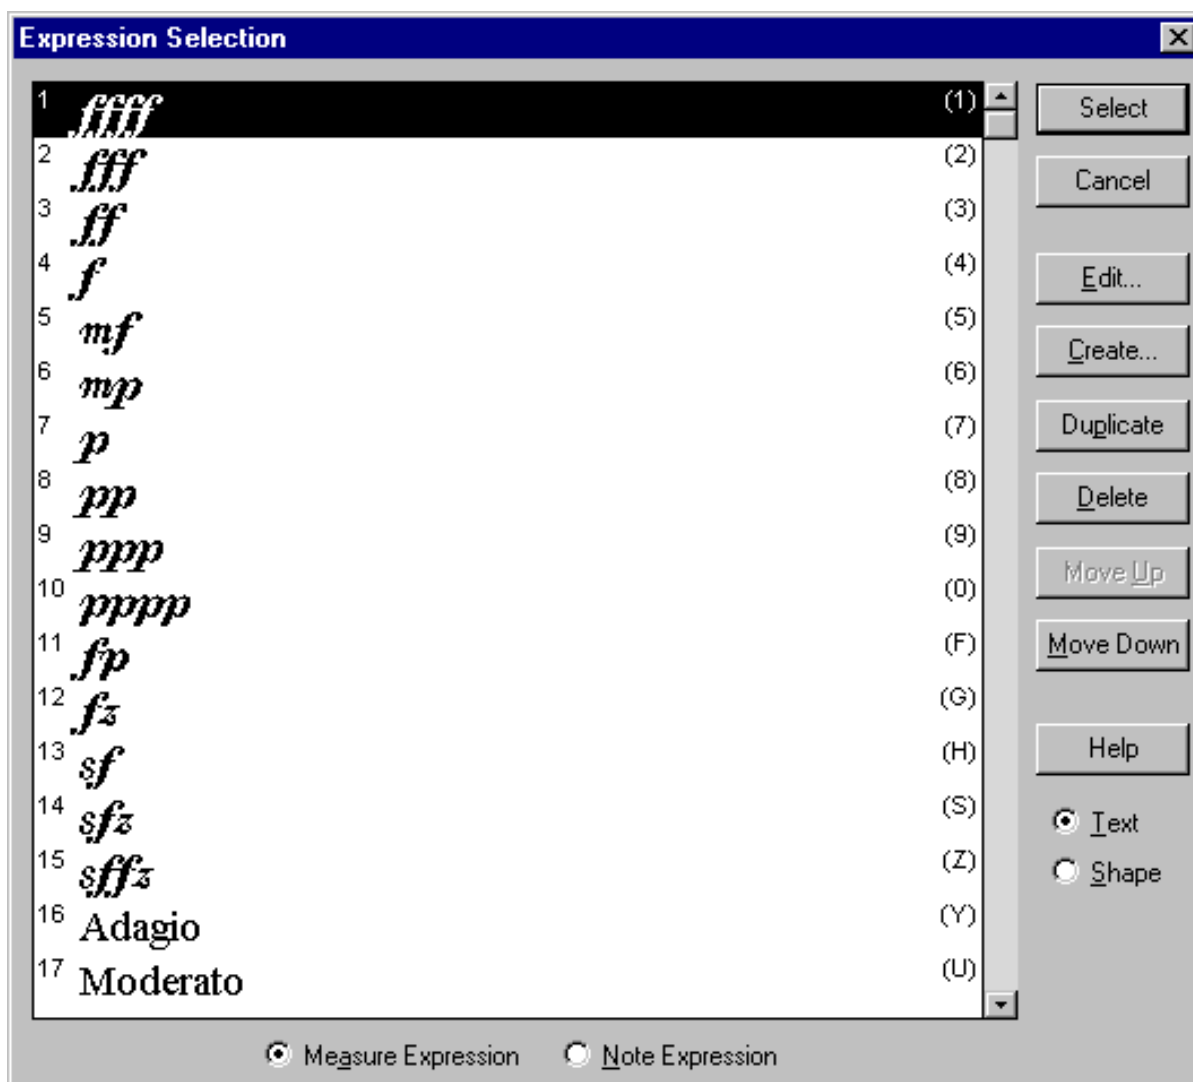 Expression Selection
1 ffff (1)
2 fff (2)
3 ff (3)
4 f (4)
5 mf (5)
6 mp (6)
7 p (7)
8 pp (8)
9 ppp (9)
10 pppp (0)
11 fp (F)
12 fz (G)
13 sf (H)
14 sfz (S)
15 sffz (Z)
16 Adagio (Y)
17 Moderato (U)
Select
Cancel
Edit...
Create...
Duplicate
Delete
Move Up
Move Down
Help
Text
Shape
Measure Expression Note Expression